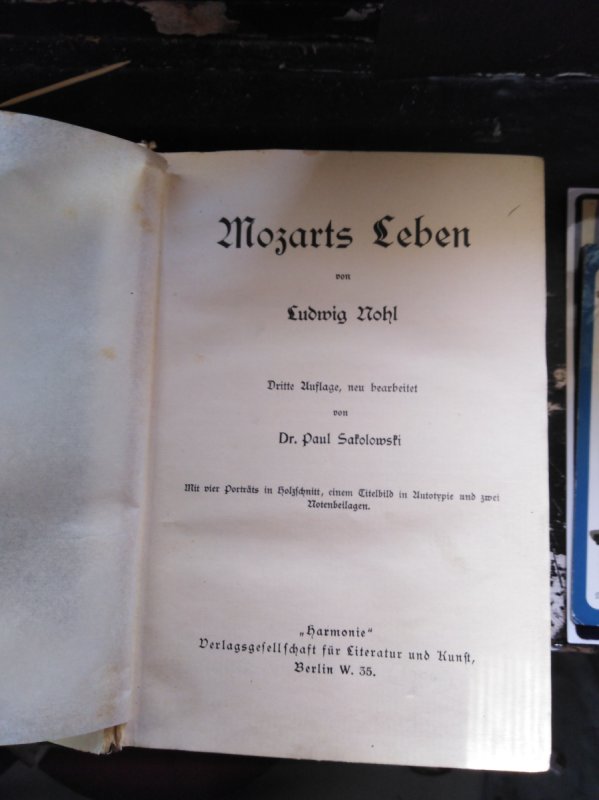 Mozarts Leben
von
Ludwig Nohl
Dritte Auflage, neu bearbeitet
von
Dr. Paul Sakolowski
Mit vier Porträts in Holzschnitt, einem Titelbild in Autotypie und zwei
Notenbeilagen.
„Harmonie“
Verlagsgesellschaft für Literatur und Kunst,
Berlin W. 35.